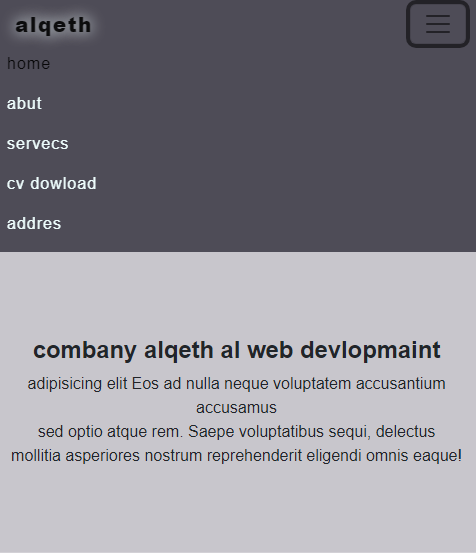 alqeth
home
abut
servecs
cv dowload
addres
combany alqeth al web devlopmaint
adipisicing elit Eos ad nulla neque voluptatem accusantium
accusamus
sed optio atque rem. Saepe voluptatibus sequi, delectus
mollitia asperiores nostrum reprehenderit eligendi omnis eaque!